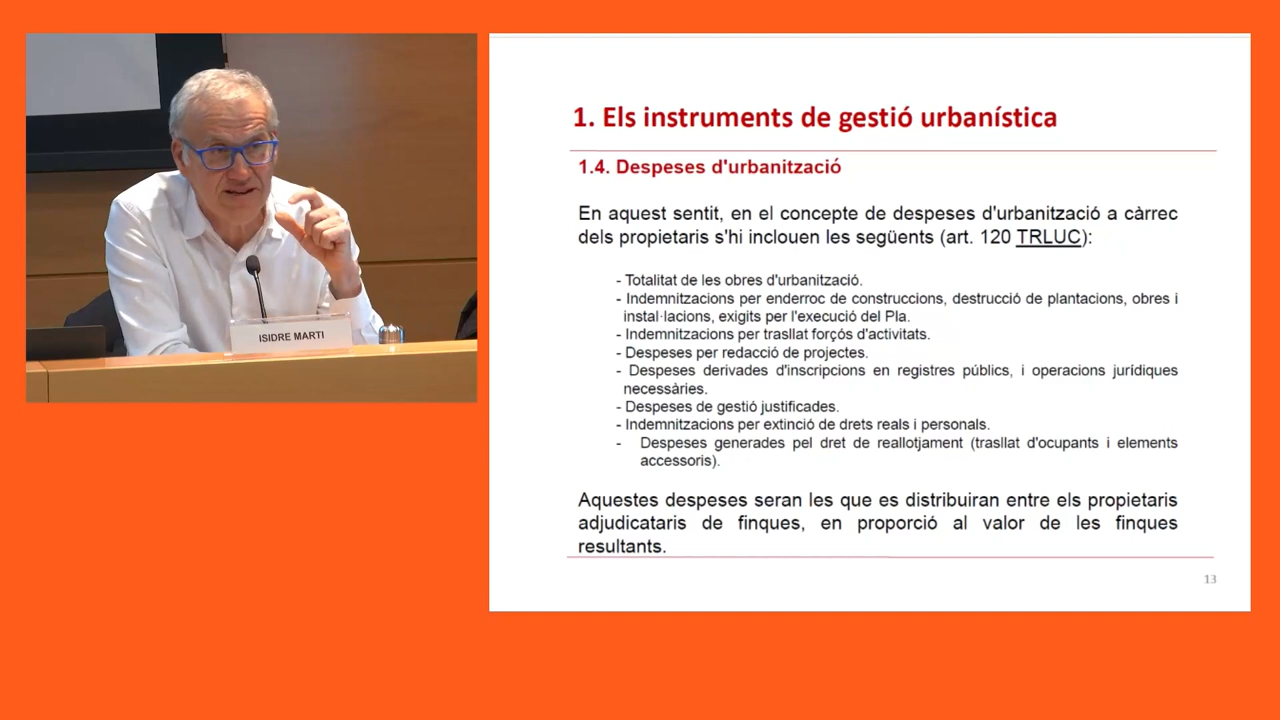 ISIDRE MARTI
1. Els instruments de gestió urbanística
1.4. Despeses d'urbanització
En aquest sentit, en el concepte de despeses d'urbanització a càrrec
dels propietaris s'hi inclouen les següents (art. 120 TRLUC):
- Totalitat de les obres d'urbanització.
- Indemnitzacions per enderroc de construccions, destrucció de plantacions, obres i
instal·lacions, exigits per l'execució del Pla.
- Indemnitzacions per trasllat forçós d'activitats.
- Despeses per redacció de projectes.
- Despeses derivades d'inscripcions en registres públics, i operacions jurídiques
necessàries.
- Despeses de gestió justificades.
- Indemnitzacions per extinció de drets reals i personals.
- Despeses generades pel dret de reallotjament (trasllat d'ocupants i elements
accessoris).
Aquestes despeses seran les que es distribuiran entre els propietaris
adjudicataris de finques, en proporció al valor de les finques
resultants.
13